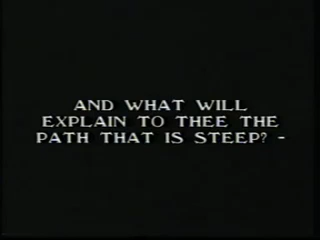 AND WHAT WILL
EXPLAIN TO THEE THE
PATH THAT IS STEEP? -